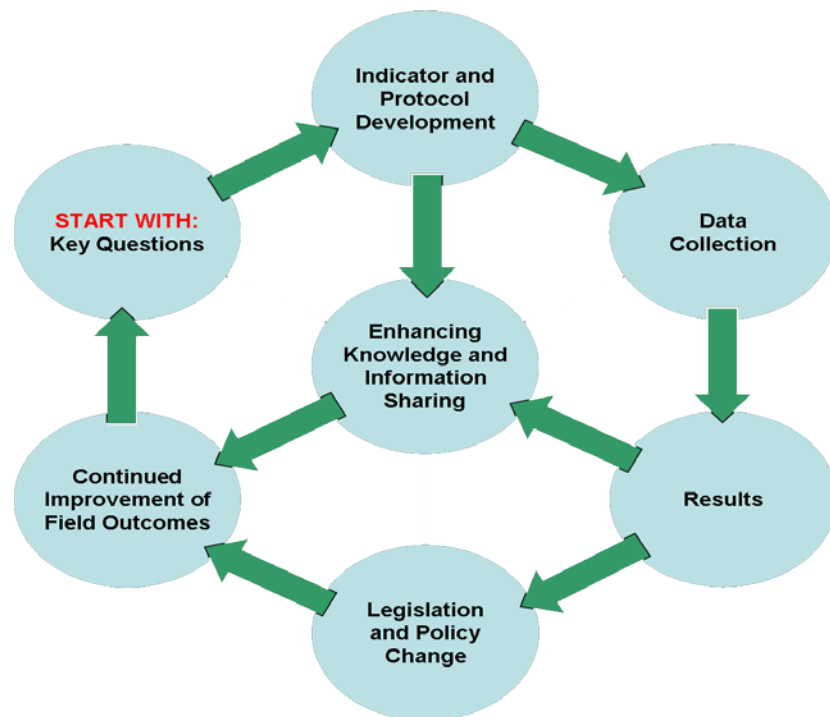 Indicator and
Protocol
Development
START WITH:
Key Questions
Data
Collection
Enhancing
Knowledge and
Information
Sharing
Continued
Improvement of
Field Outcomes
Results
Legislation
and Policy
Change